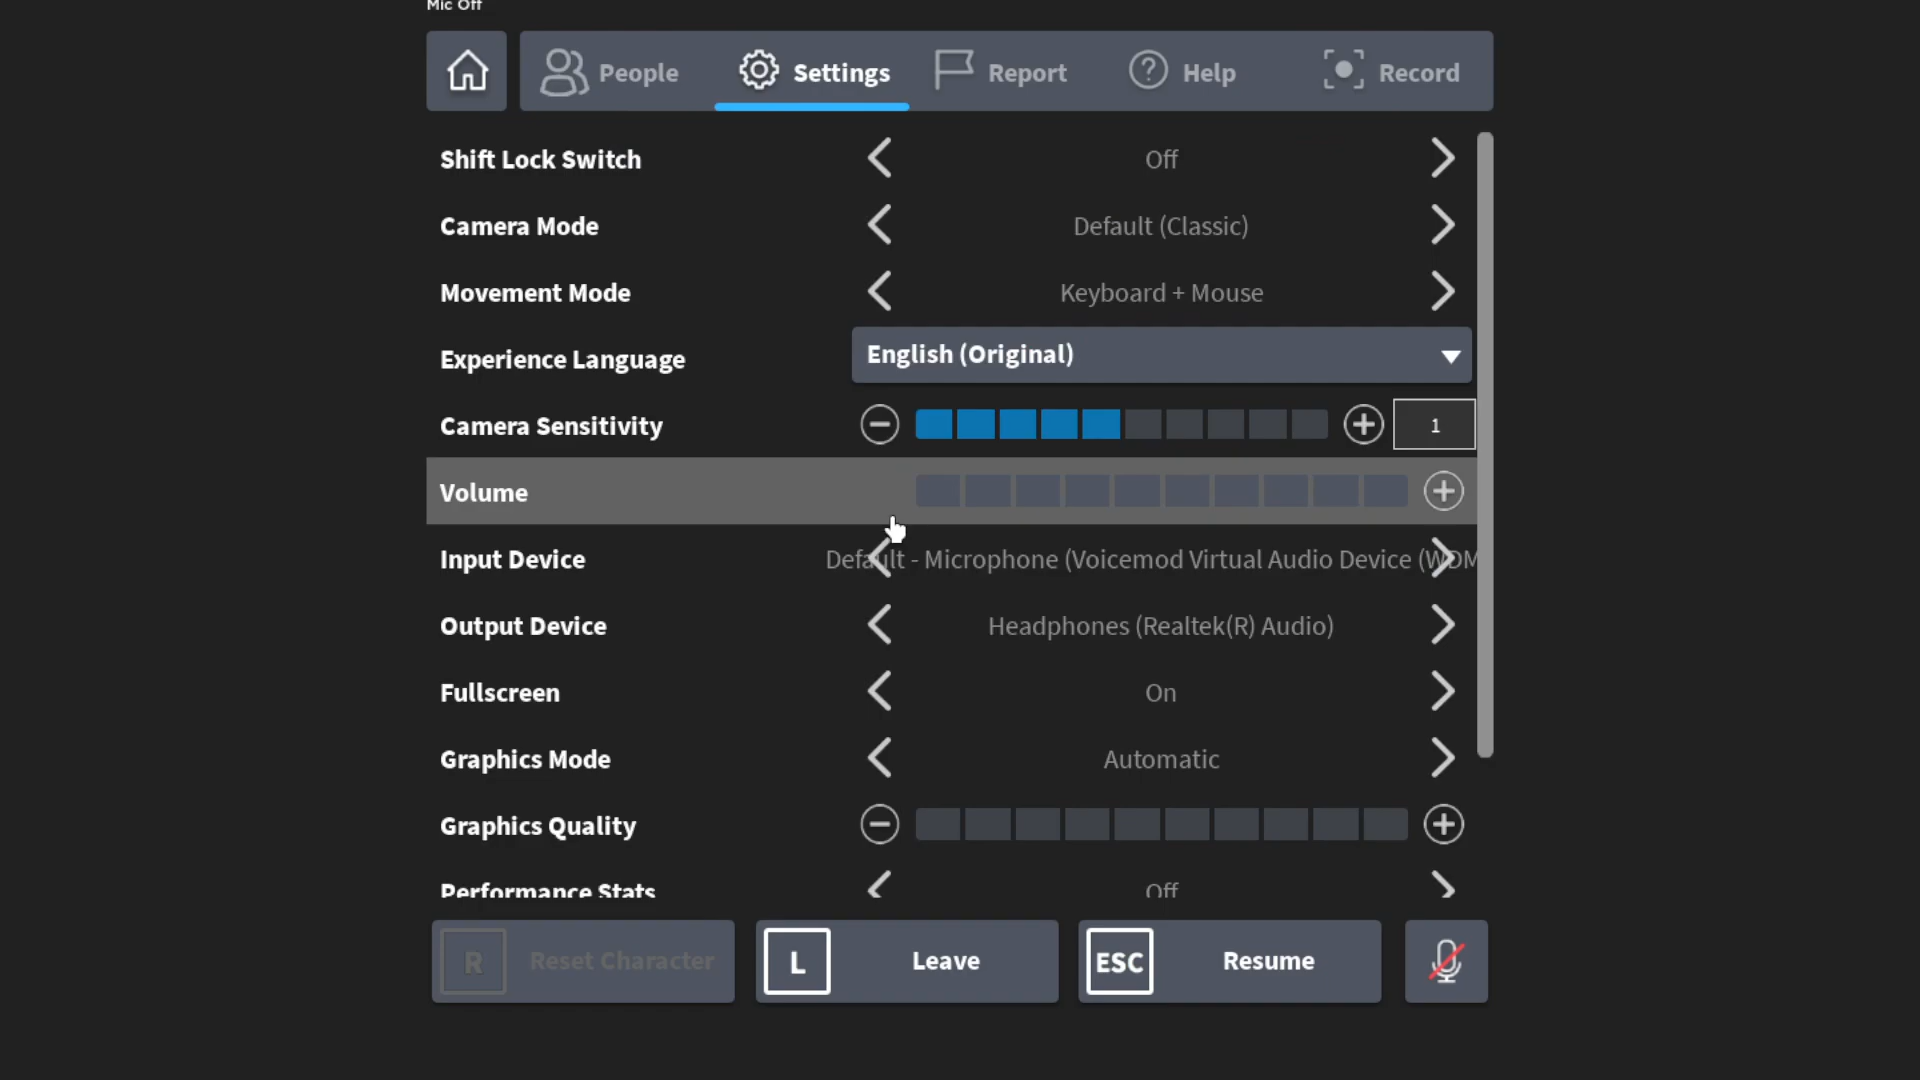 Mic Off
People Settings Report Help Record
Shift Lock Switch Off
Camera Mode Default (Classic)
Movement Mode Keyboard + Mouse
Experience Language English (Original)
Camera Sensitivity 1
Volume
Input Device Default - Microphone (Voicemod Virtual Audio Device (WDM
Output Device Headphones (Realtek(R) Audio)
Fullscreen On
Graphics Mode Automatic
Graphics Quality
Performance Stats Off
R Reset Character L Leave ESC Resume